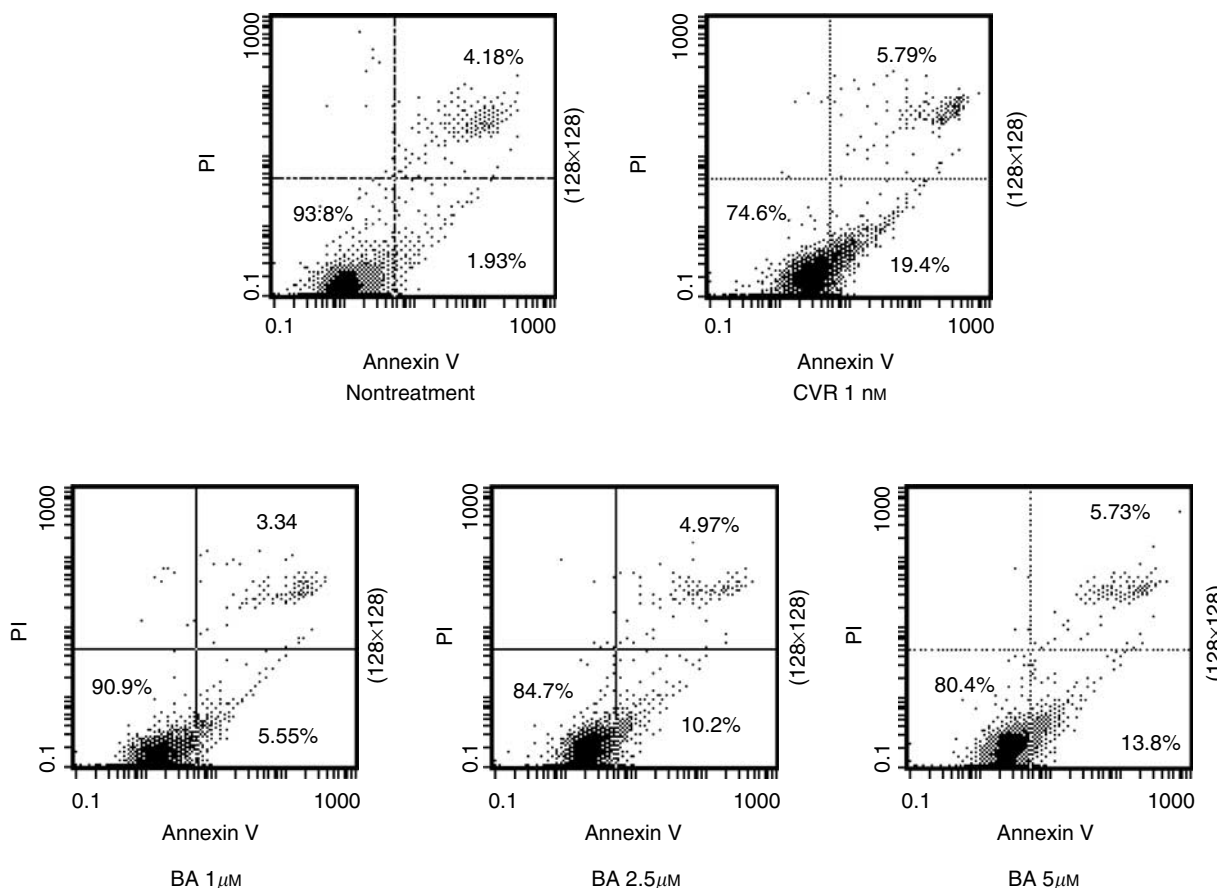 1000
4.18%
PI
(128×128)
93.8%
1.93%
0.1
0.1
1000
Annexin V
Nontreatment
1000
5.79%
PI
(128×128)
74.6%
19.4%
0.1
0.1
1000
Annexin V
CVR 1 nM
1000
3.34
PI
(128×128)
90.9%
5.55%
0.1
0.1
1000
Annexin V
BA 1μM
1000
4.97%
PI
(128×128)
84.7%
10.2%
0.1
0.1
1000
Annexin V
BA 2.5μM
1000
5.73%
PI
(128×128)
80.4%
13.8%
0.1
0.1
1000
Annexin V
BA 5μM